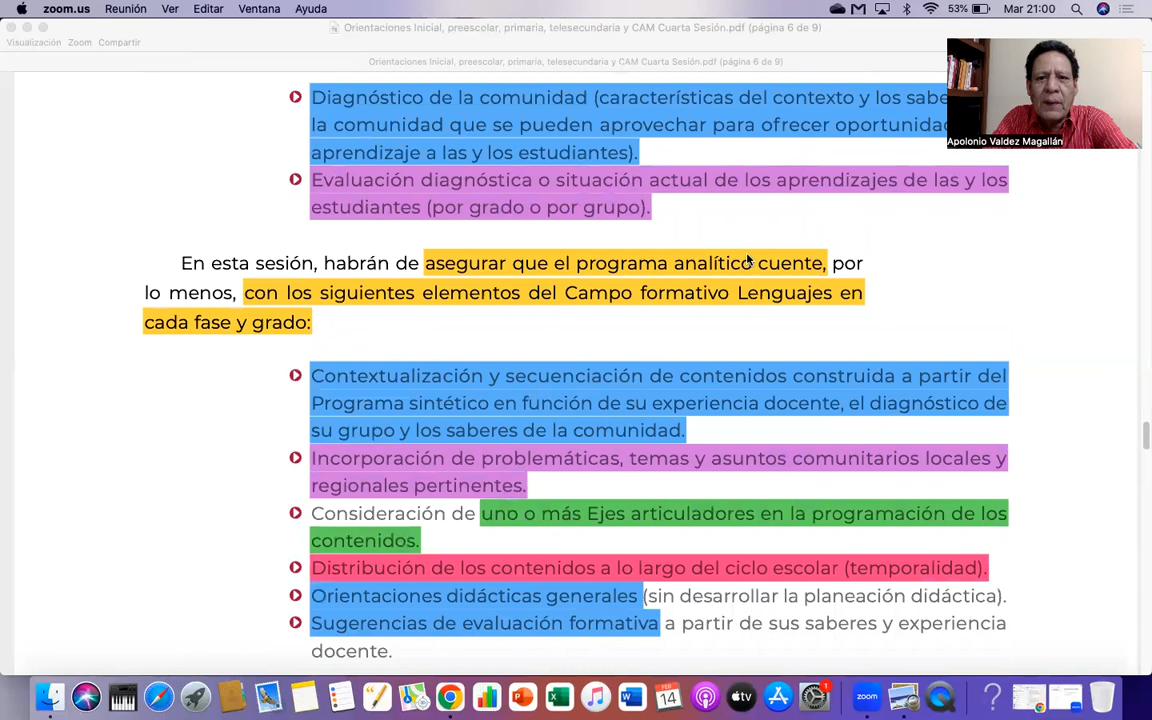 zoom.us Reunión Ver Editar Ventana Ayuda 53% Mar 21:00
Orientaciones Inicial, preescolar, primaria, telesecundaria y CAM Cuarta Sesión.pdf (página 6 de 9)
Visualización Zoom Compartir
Orientaciones Inicial, preescolar, primaria, telesecundaria y CAM Cuarta Sesión.pdf (página 6 de 9)
Diagnóstico de la comunidad (características del contexto y los
la comunidad que se pueden aprovechar para ofrecer
aprendizaje a las y los estudiantes).
Apolonio Valdez Magallán
Evaluación diagnóstica o situación actual de los aprendizajes de las y los
estudiantes (por grado o por grupo).
En esta sesión, habrán de asegurar que el programa analítico cuente, por
lo menos, con los siguientes elementos del Campo formativo Lenguajes en
cada fase y grado:
Contextualización y secuenciación de contenidos construida a partir del
Programa sintético en función de su experiencia docente, el diagnóstico de
su grupo y los saberes de la comunidad.
Incorporación de problemáticas, temas y asuntos comunitarios locales y
regionales pertinentes.
Consideración de uno o más Ejes articuladores en la programación de los
contenidos.
Distribución de los contenidos a lo largo del ciclo escolar (temporalidad).
Orientaciones didácticas generales (sin desarrollar la planeación didáctica).
Sugerencias de evaluación formativa a partir de sus saberes y experiencia
docente.
FEB
14
zoom
tv
1